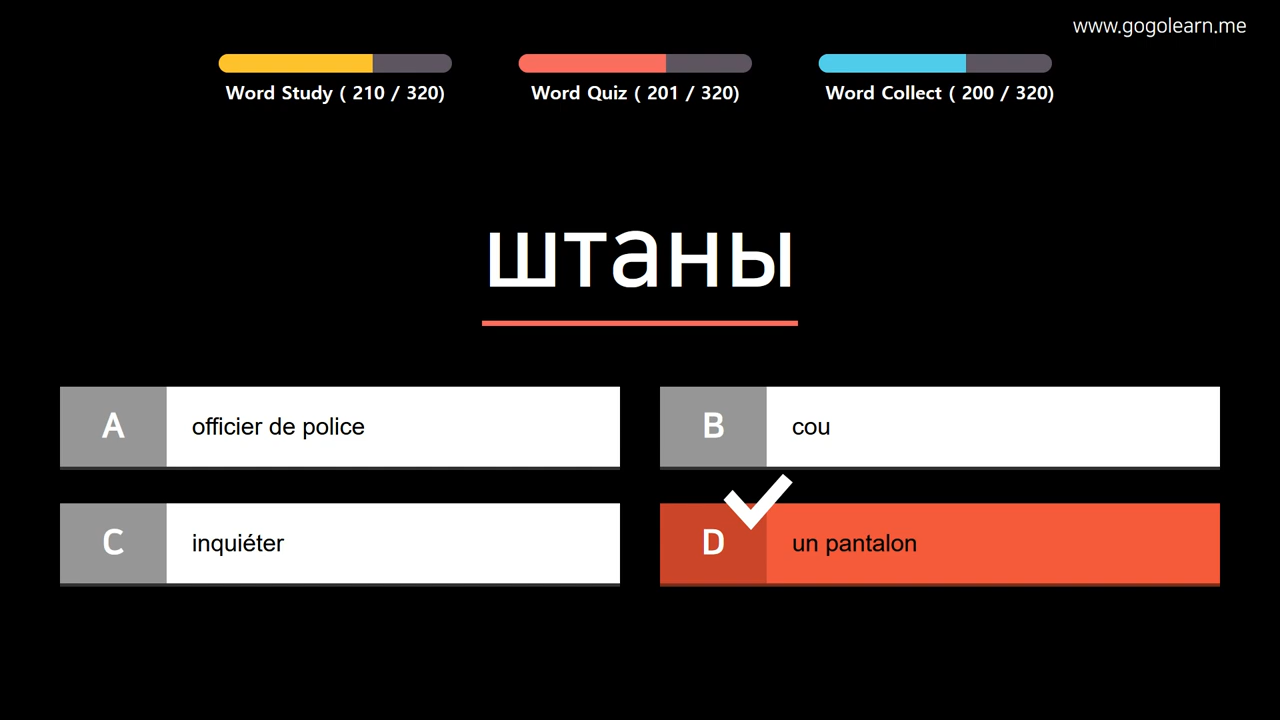 www.gogolearn.me
Word Study ( 210 / 320)
Word Quiz ( 201 / 320)
Word Collect ( 200 / 320)
штаны
A officier de police
B cou
C inquiéter
D un pantalon